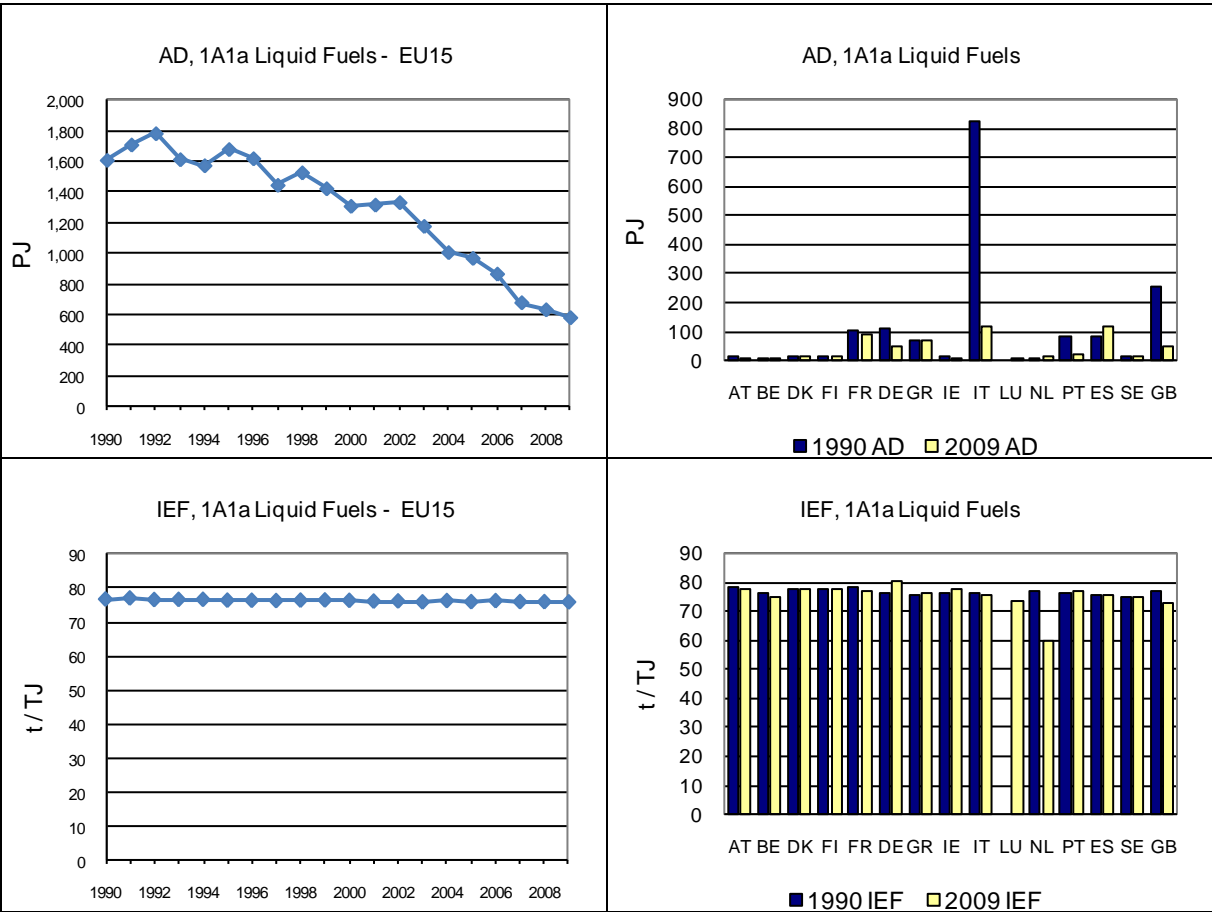 AD, 1A1a Liquid Fuels - EU15
2,000
1,800
1,600
1,400
1,200
1,000
800
600
400
200
0
PJ
1990 1992 1994 1996 1998 2000 2002 2004 2006 2008
AD, 1A1a Liquid Fuels
900
800
700
600
500
400
300
200
100
0
PJ
AT BE DK FI FR DE GR IE IT LU NL PT ES SE GB
1990 AD 2009 AD
IEF, 1A1a Liquid Fuels - EU15
90
80
70
60
50
40
30
20
10
0
t / TJ
1990 1992 1994 1996 1998 2000 2002 2004 2006 2008
IEF, 1A1a Liquid Fuels
90
80
70
60
50
40
30
20
10
0
t / TJ
AT BE DK FI FR DE GR IE IT LU NL PT ES SE GB
1990 IEF 2009 IEF